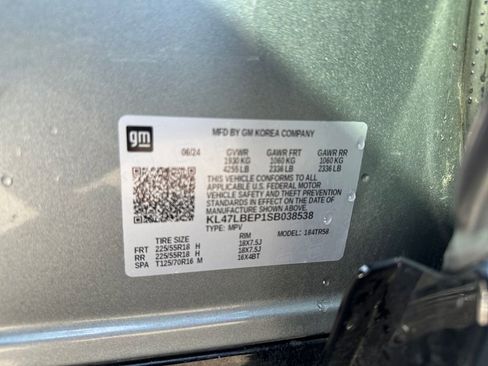 gm
MFD BY GM KOREA COMPANY
06/24 GVWR GAWR FRT GAWR RR
1930 KG 1060 KG 1060 KG
4255 LB 2336 LB 2336 LB
THIS VEHICLE CONFORMS TO ALL
APPLICABLE U.S. FEDERAL MOTOR
VEHICLE SAFETY AND THEFT PREVENTION
STANDARDS IN EFFECT ON THE DATE OF
MANUFACTURE SHOWN ABOVE.
KL47LBEP1SB038538
TYPE: MPV MODEL: 1B4TR58
TIRE SIZE RIM
FRT 225/55R18 H 18X7.5J
RR 225/55R18 H 18X7.5J
SPA T125/70R16 M 16X4BT